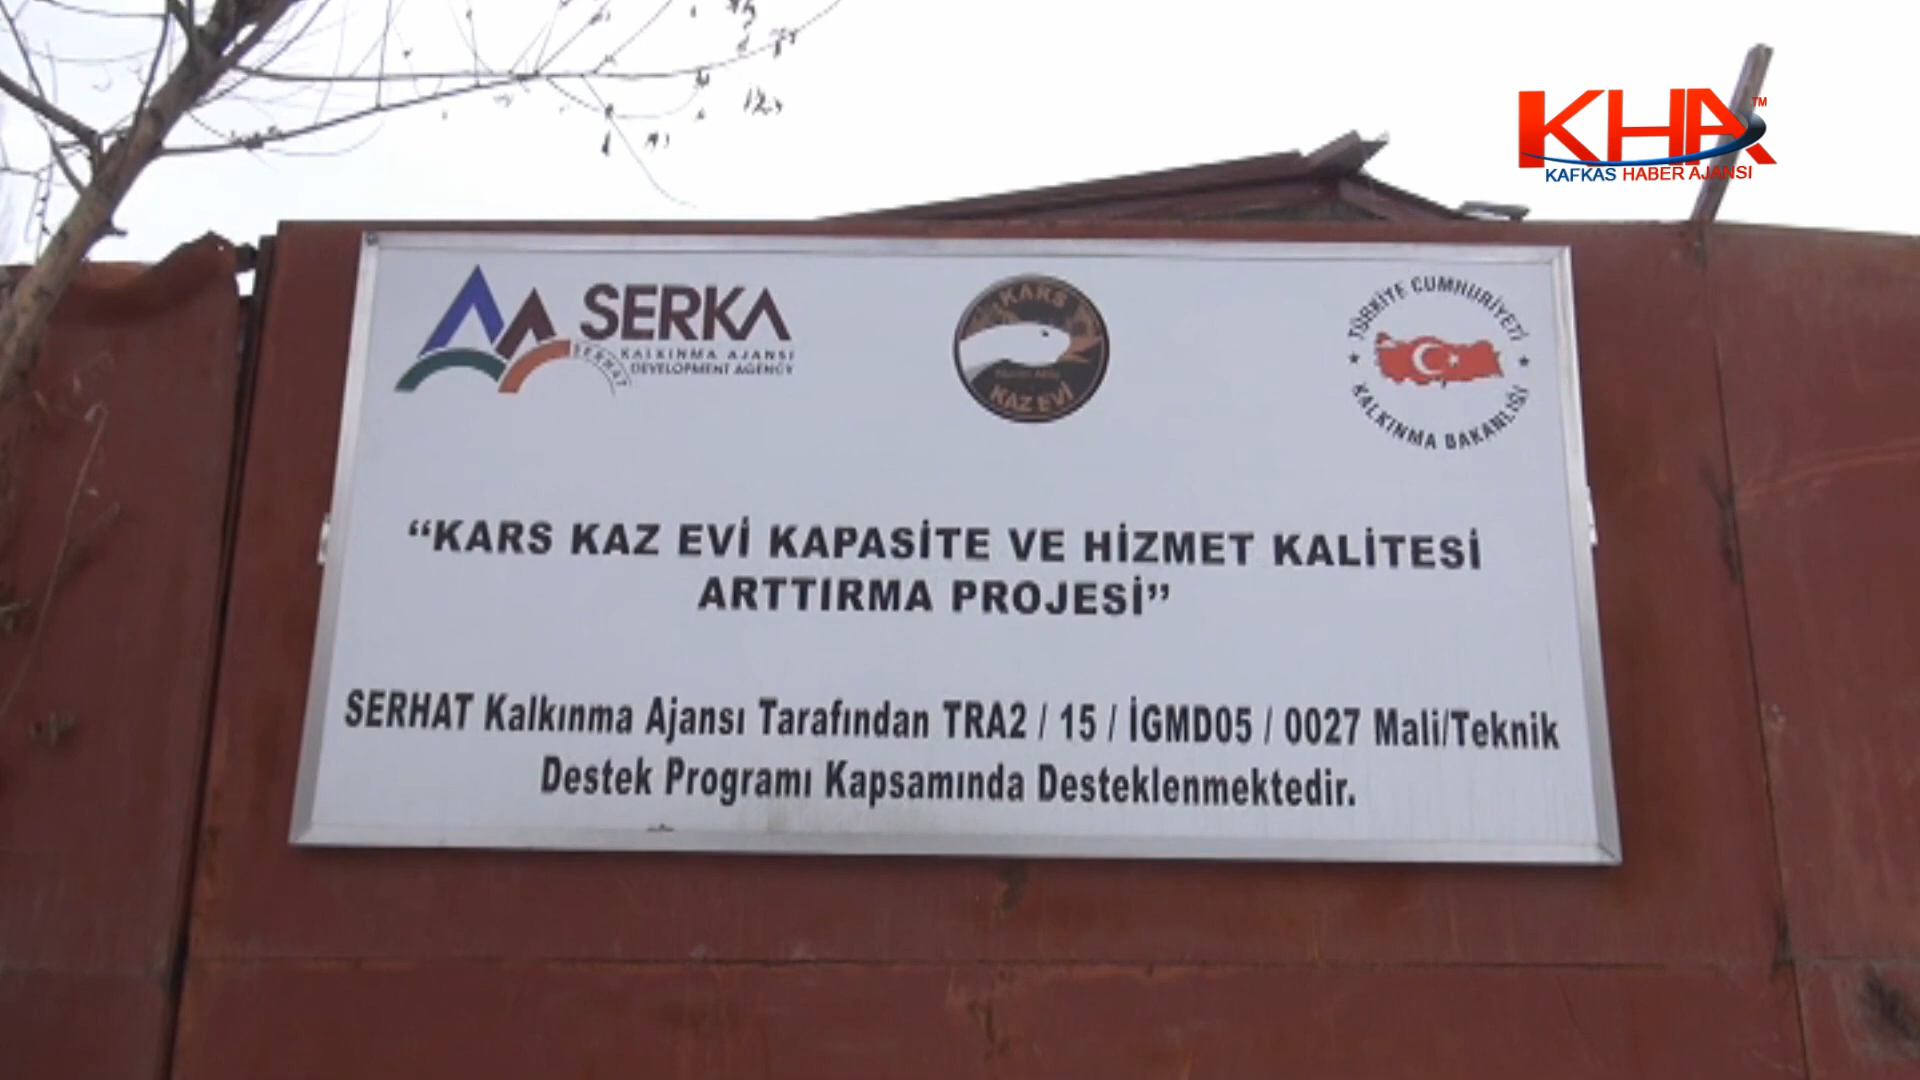 KHA™
KAFKAS HABER AJANSI
SERKA
SERHAT
KALKINMA AJANSI
DEVELOPMENT AGENCY
KARS
KAZ EVİ
TÜRKİYE CUMHURİYETİ
KALKINMA BAKANLIĞI
“KARS KAZ EVİ KAPASİTE VE HİZMET KALİTESİ
ARTTIRMA PROJESİ”
SERHAT Kalkınma Ajansı Tarafından TRA2 / 15 / İGMD05 / 0027 Mali/Teknik
Destek Programı Kapsamında Desteklenmektedir.